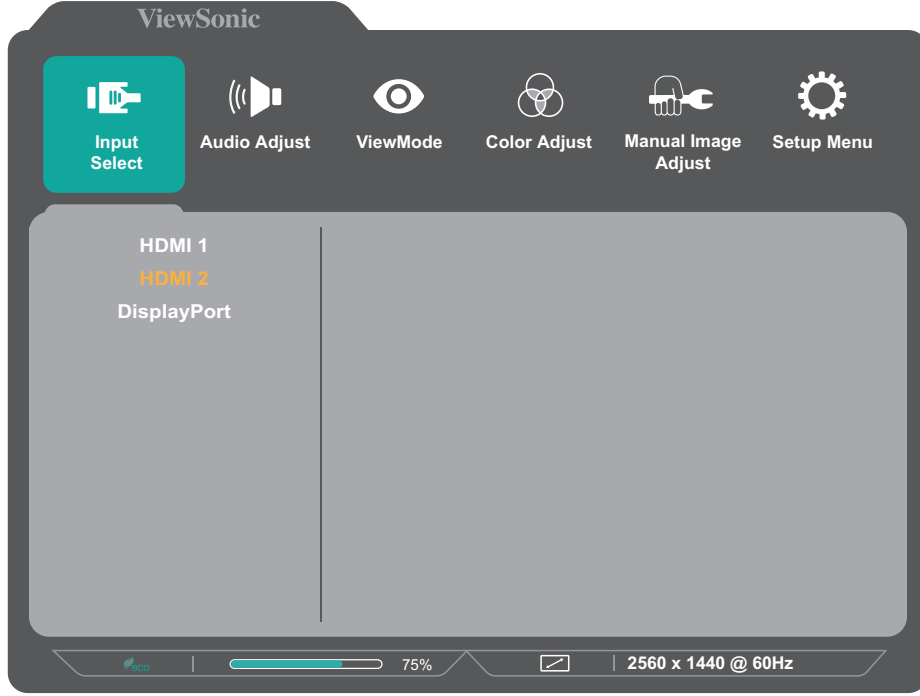 ViewSonic
Input
Select
Audio Adjust
ViewMode
Color Adjust
Manual Image
Adjust
Setup Menu
HDMI 1
HDMI 2
DisplayPort
eco
75%
2560 x 1440 @ 60Hz